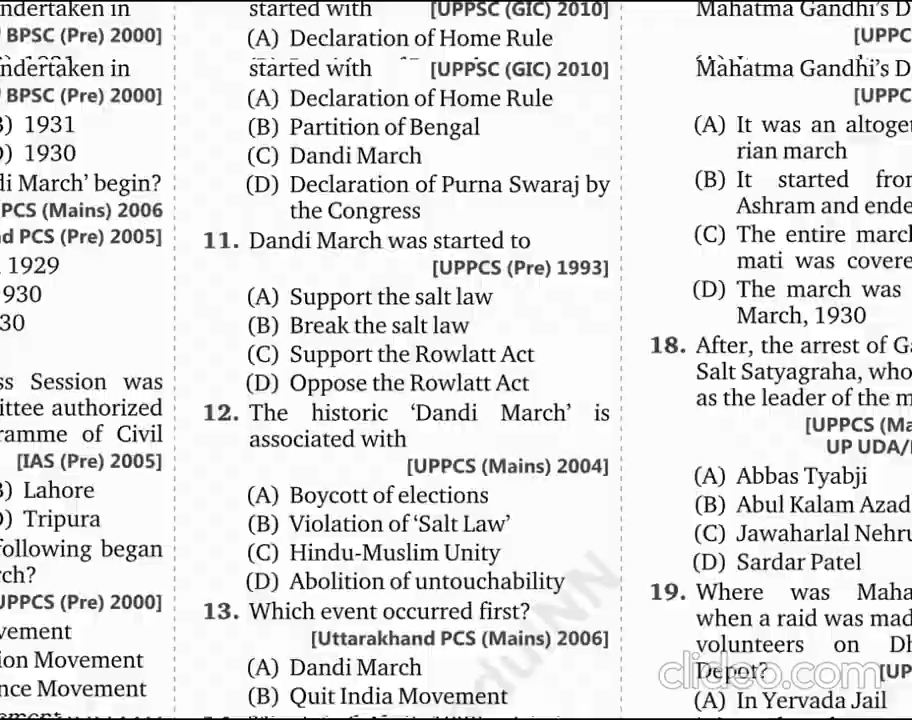 ndertaken in
BPSC (Pre) 2000]
ndertaken in
BPSC (Pre) 2000]
B) 1931
D) 1930
di March’ begin?
PCS (Mains) 2006
d PCS (Pre) 2005]
, 1929
930
30
ss Session was
ittee authorized
ramme of Civil
[IAS (Pre) 2005]
B) Lahore
D) Tripura
following began
rch?
UPPCS (Pre) 2000]
vement
ion Movement
nce Movement
started with [UPPSC (GIC) 2010]
(A) Declaration of Home Rule
started with [UPPSC (GIC) 2010]
(A) Declaration of Home Rule
(B) Partition of Bengal
(C) Dandi March
(D) Declaration of Purna Swaraj by
the Congress
11. Dandi March was started to
[UPPCS (Pre) 1993]
(A) Support the salt law
(B) Break the salt law
(C) Support the Rowlatt Act
(D) Oppose the Rowlatt Act
12. The historic ‘Dandi March’ is
associated with
[UPPCS (Mains) 2004]
(A) Boycott of elections
(B) Violation of ‘Salt Law’
(C) Hindu-Muslim Unity
(D) Abolition of untouchability
13. Which event occurred first?
[Uttarakhand PCS (Mains) 2006]
(A) Dandi March
(B) Quit India Movement
Mahatma Gandhi’s D
[UPPC
Mahatma Gandhi’s D
[UPPC
(A) It was an altoge
rian march
(B) It started from
Ashram and ende
(C) The entire march
mati was covere
(D) The march was
March, 1930
18. After, the arrest of Ga
Salt Satyagraha, who
as the leader of the m
[UPPCS (Ma
UP UDA/
(A) Abbas Tyabji
(B) Abul Kalam Azad
(C) Jawaharlal Nehru
(D) Sardar Patel
19. Where was Maha
when a raid was mad
volunteers on Dh
Depot? [UP
(A) In Yervada Jail
clideo.com